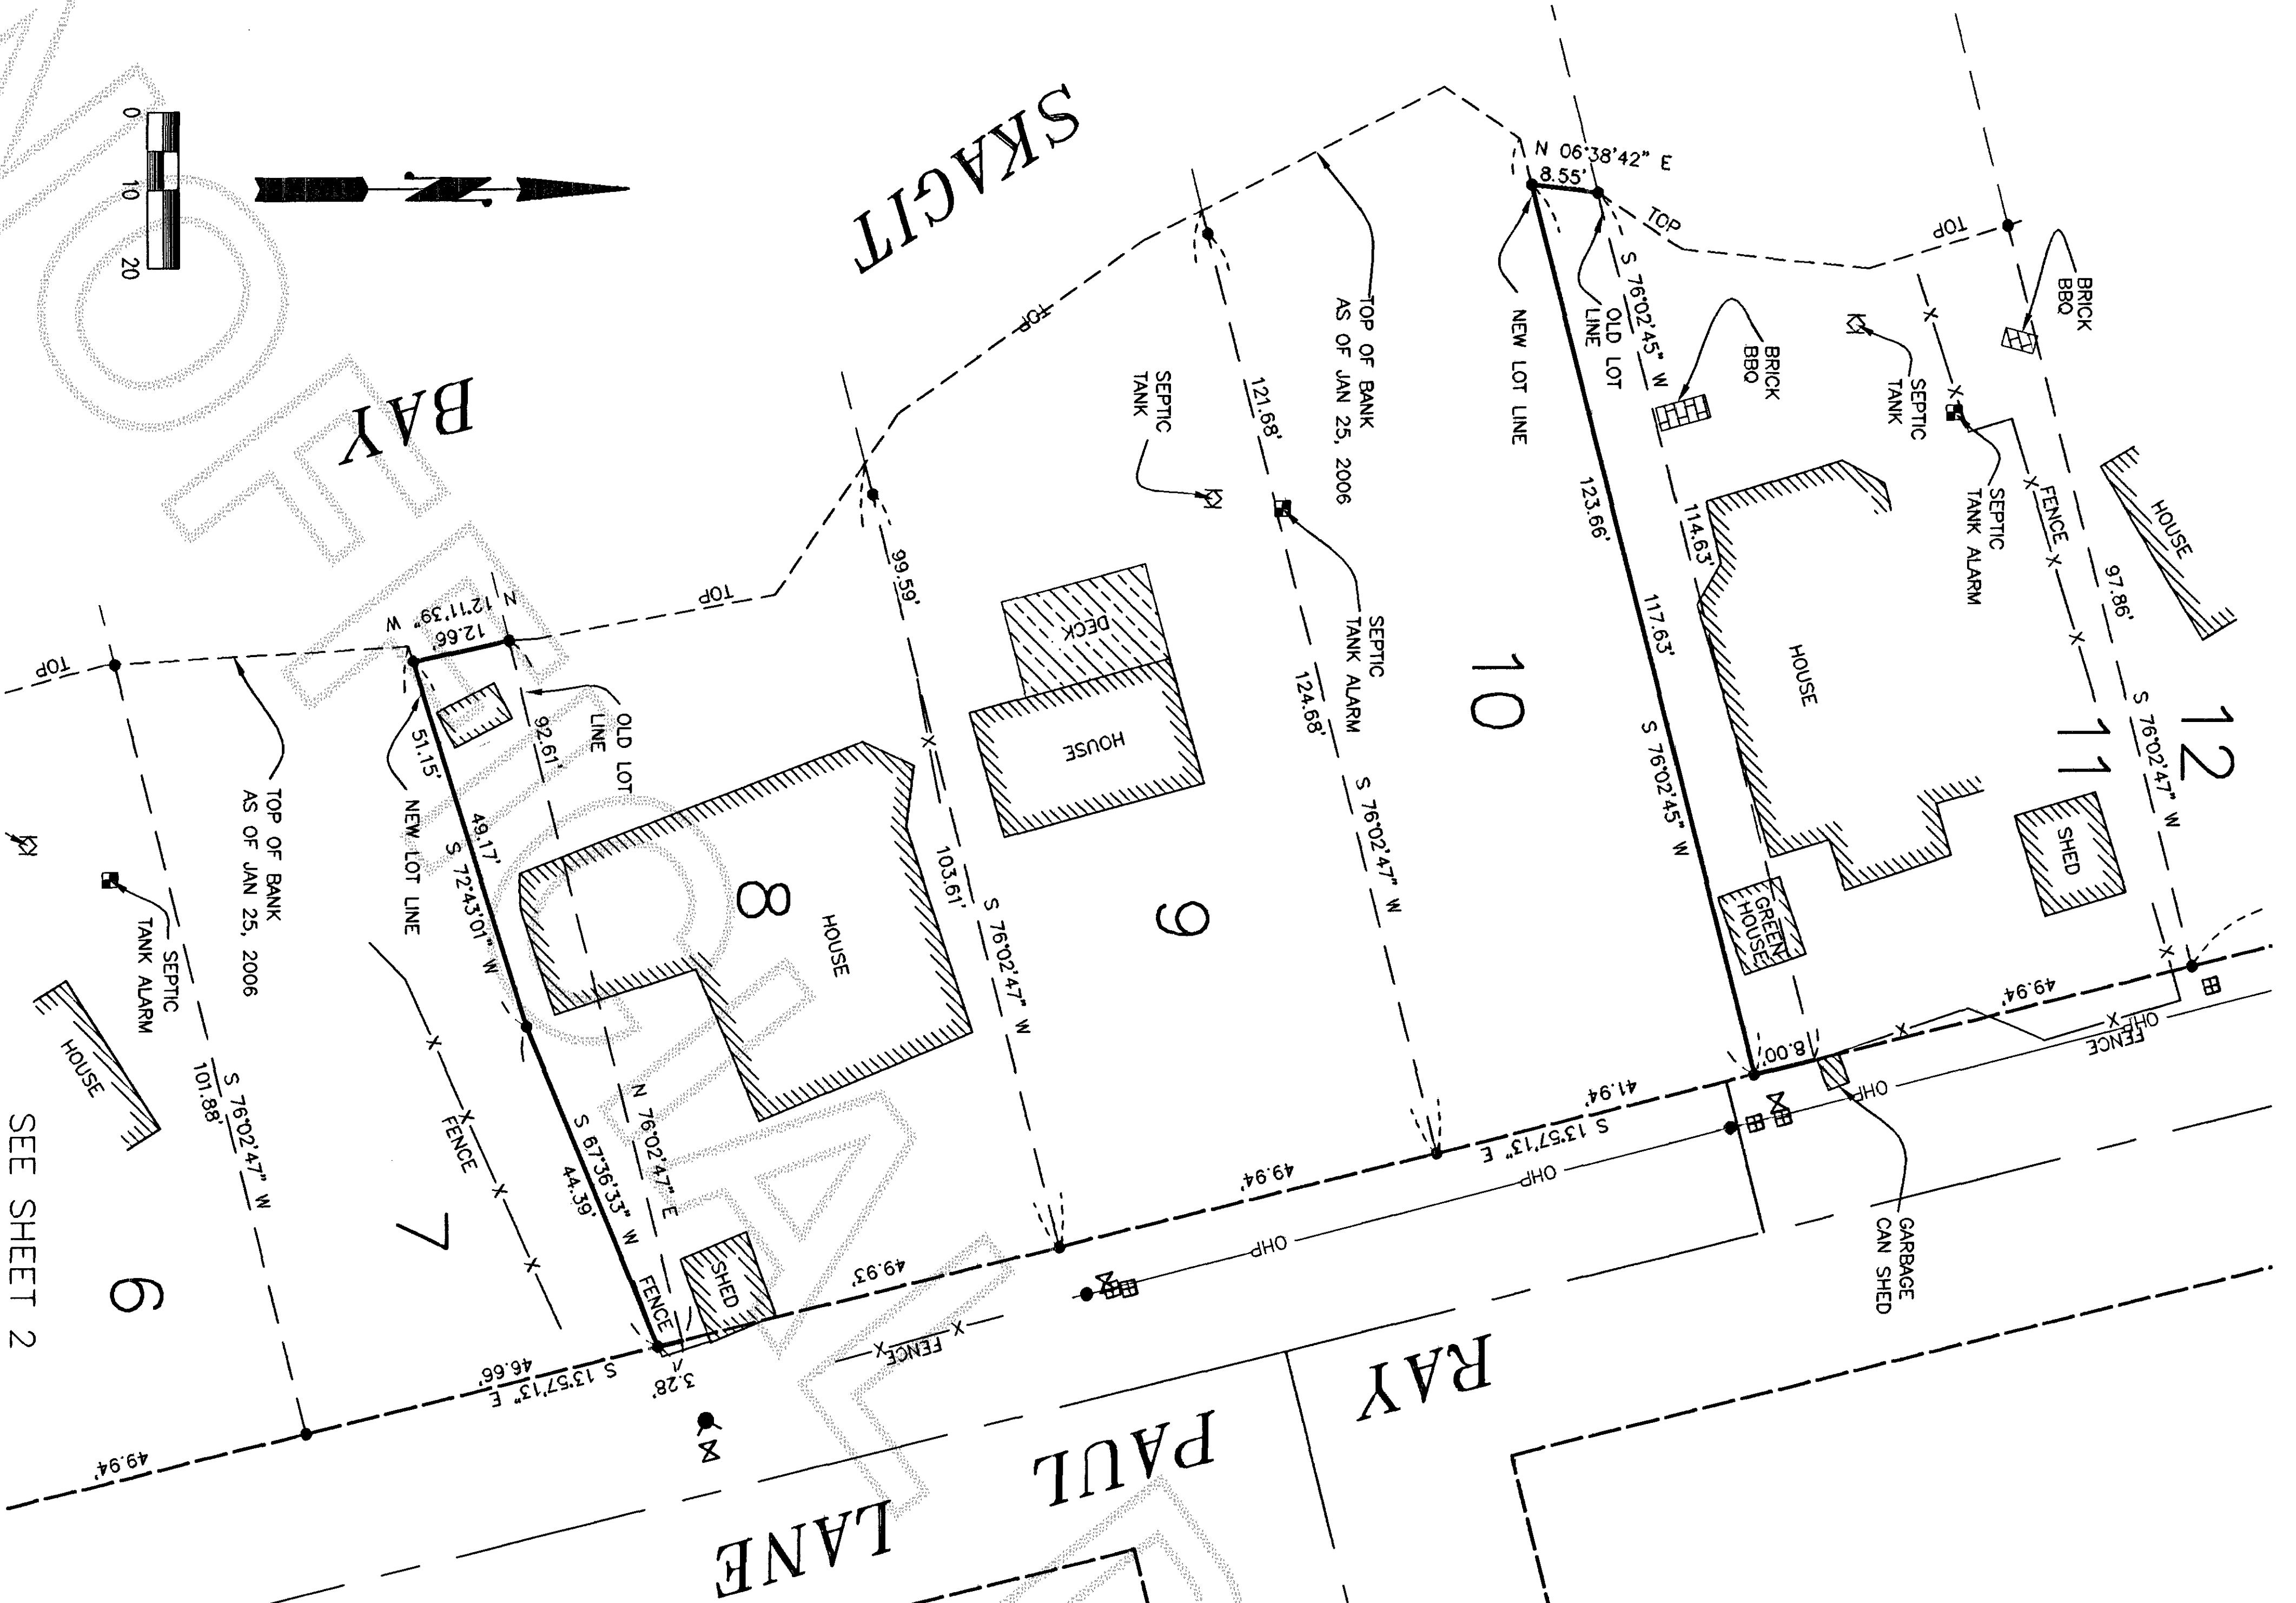 SKAGIT
BAY
0
10
20
N 06°38'42" E
8.55'
TOP
TOP
BRICK
BBQ
S 76°02'45" W
OLD LOT
LINE
NEW LOT LINE
BRICK
BBQ
SEPTIC
TANK
SEPTIC
TANK ALARM
FENCE
HOUSE
97.86'
S 76°02'47" W
12
11
TOP OF BANK
AS OF JAN 25, 2006
TOP
SEPTIC
TANK
121.68'
123.66'
114.63'
117.63'
S 76°02'45" W
HOUSE
10
SHED
GREEN
HOUSE
SEPTIC
TANK ALARM
124.68'
S 76°02'47" W
99.59'
DECK
HOUSE
9
103.61'
S 76°02'47" W
TOP
N 12°11'39" W
12.66'
OLD LOT
LINE
92.61'
51.15'
49.17'
S 72°43'01" W
NEW LOT LINE
HOUSE
8
N 76°02'47" E
S 67°36'33" W
44.39'
FENCE
SHED
TOP
TOP OF BANK
AS OF JAN 25, 2006
SEPTIC
TANK ALARM
HOUSE
S 76°02'47" W
101.88'
FENCE
7
6
SEE SHEET 2
49.94'
46.66'
S 13°57'13" E
3.28'
49.93'
FENCE
49.94'
OHP
S 13°57'13" E
41.94'
OHP
8.00'
OHP
49.94'
OHP
FENCE
GARBAGE
CAN SHED
RAY
PAUL
LANE
UNOFFICIAL